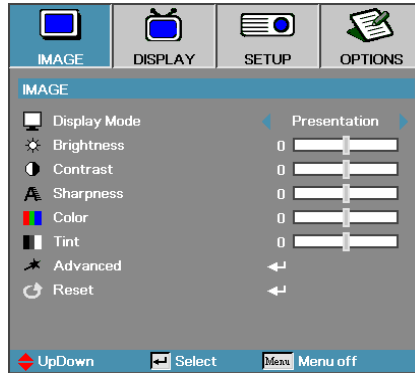 IMAGE DISPLAY SETUP OPTIONS
IMAGE
Display Mode Presentation
Brightness 0
Contrast 0
Sharpness 0
Color 0
Tint 0
Advanced
Reset
UpDown Select Menu Menu off